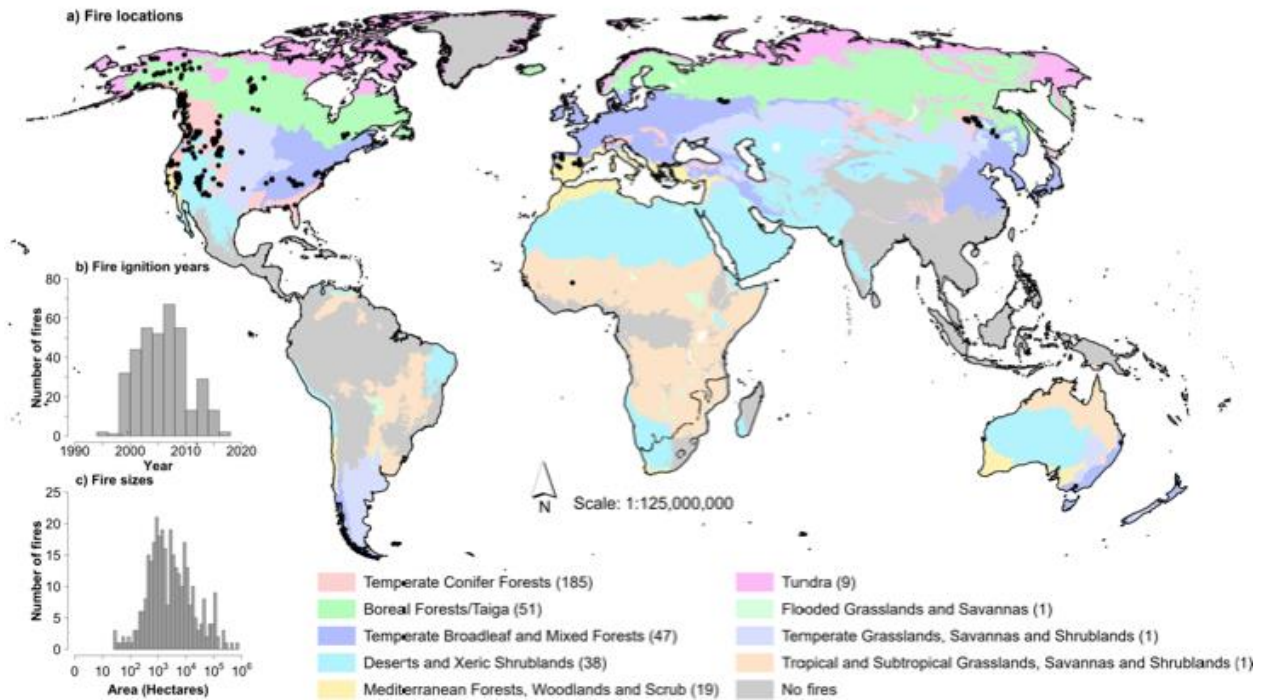 a) Fire locations
b) Fire ignition years
80
60
40
20
0
Number of fires
1990 2000 2010 2020
Year
c) Fire sizes
25
20
15
10
5
0
Number of fires
0 10² 10³ 10⁴ 10⁵ 10⁶
Area (Hectares)
N
Scale: 1:125,000,000
Temperate Conifer Forests (185)
Boreal Forests/Taiga (51)
Temperate Broadleaf and Mixed Forests (47)
Deserts and Xeric Shrublands (38)
Mediterranean Forests, Woodlands and Scrub (19)
Tundra (9)
Flooded Grasslands and Savannas (1)
Temperate Grasslands, Savannas and Shrublands (1)
Tropical and Subtropical Grasslands, Savannas and Shrublands (1)
No fires